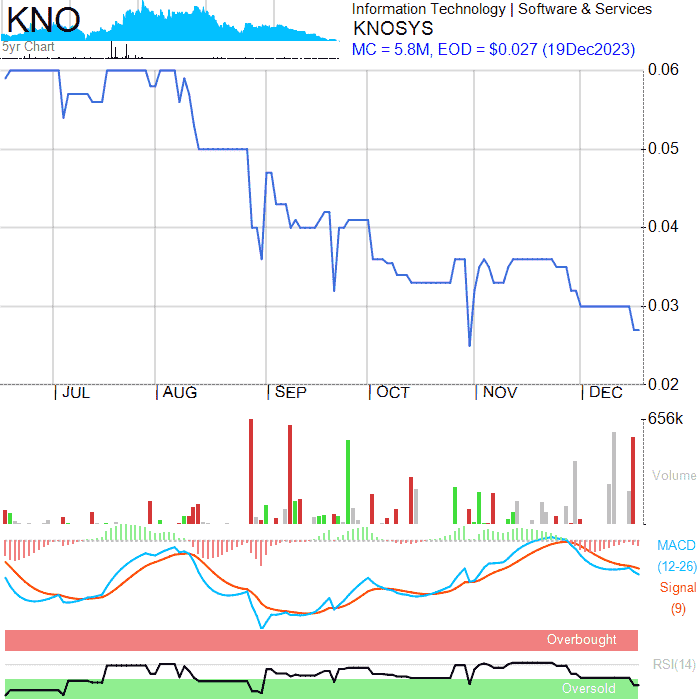 KNO
5yr Chart
Information Technology | Software & Services
KNOSYS
MC = 5.8M, EOD = $0.027 (19Dec2023)
0.06
0.05
0.04
0.03
0.02
| JUL | AUG | SEP | OCT | NOV | DEC
656k
Volume
MACD
(12-26)
Signal
(9)
Overbought
RSI(14)
Oversold